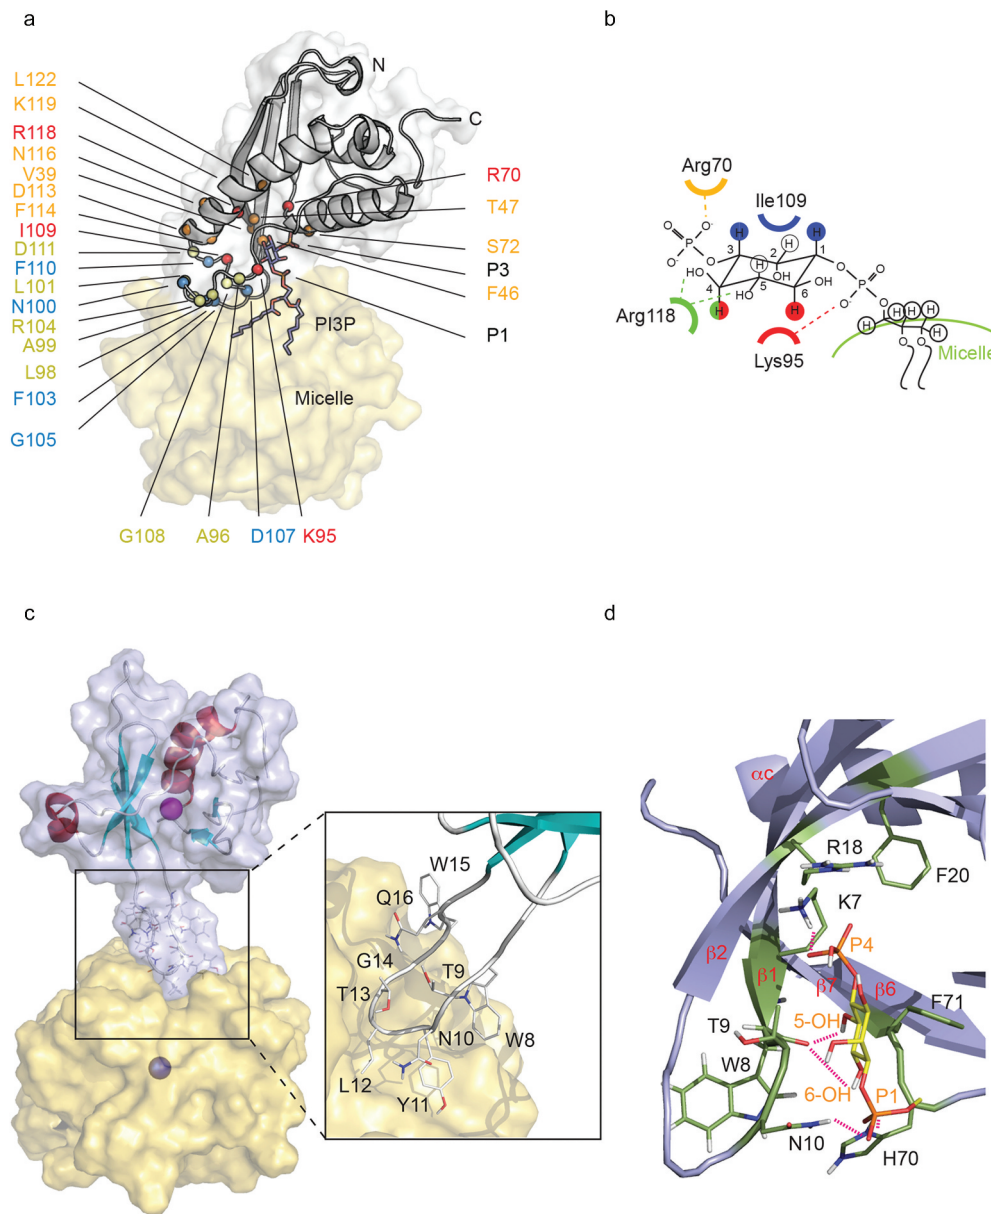 a
L122
K119
R118
N116
V39
D113
F114
I109
D111
F110
L101
N100
R104
A99
L98
F103
G105
N
C
R70
T47
S72
P3
F46
P1
PI3P
Micelle
G108 A96 D107 K95
b
Arg70
Ile109
Arg118
Lys95
Micelle
O
O-
P
O
-O
H
H
H
H
H
H
HO
HO
OH
OH
1
2
3
4
5
6
O
P
O
O-
O
H H H H H
O O
c
W15
Q16
G14
T9
T13
N10
W8
L12
Y11
d
αc
R18
F20
K7
β2
P4
β1
β7
β6
F71
T9
5-OH
W8
6-OH
P1
N10
H70